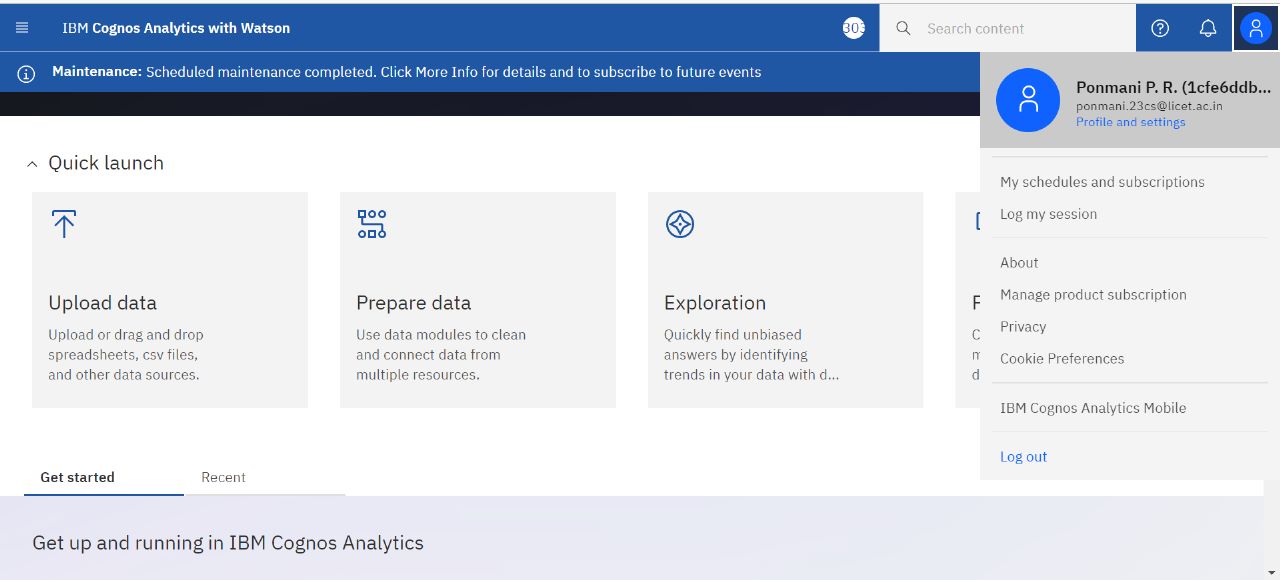 IBM Cognos Analytics with Watson
303
Search content
Maintenance: Scheduled maintenance completed. Click More Info for details and to subscribe to future events
Ponmani P. R. (1cfe6ddb...
ponmani.23cs@licet.ac.in
Profile and settings
My schedules and subscriptions
Log my session
About
Manage product subscription
Privacy
Cookie Preferences
IBM Cognos Analytics Mobile
Log out
Quick launch
Upload data
Upload or drag and drop
spreadsheets, csv files,
and other data sources.
Prepare data
Use data modules to clean
and connect data from
multiple resources.
Exploration
Quickly find unbiased
answers by identifying
trends in your data with d...
Get started
Recent
Get up and running in IBM Cognos Analytics